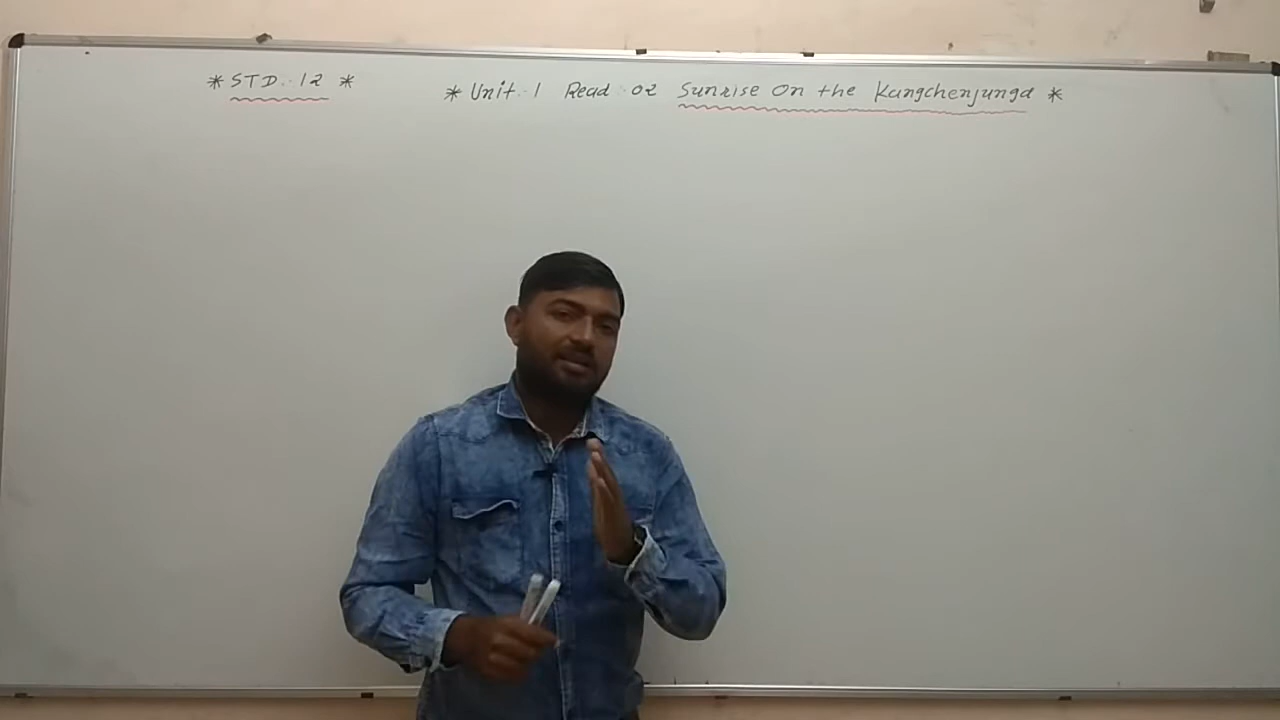 * STD.:12 *
* Unit.:1 Read:02 Sunrise On the Kangchenjunga *